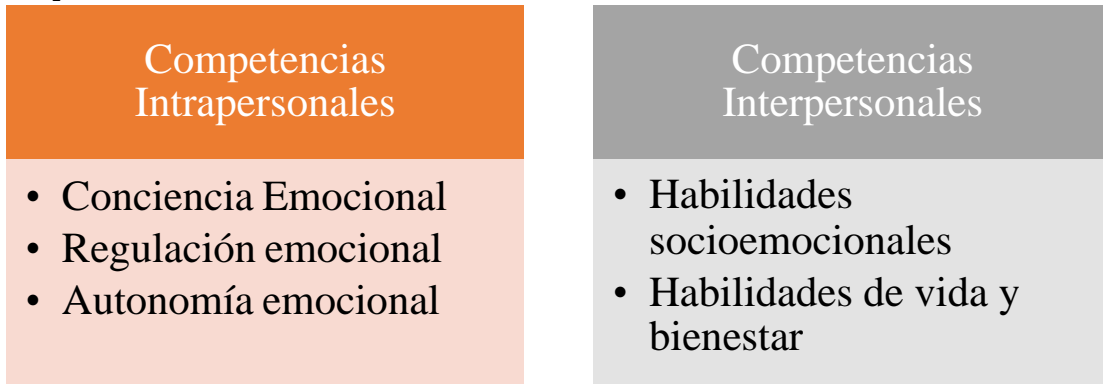 Competencias
Intrapersonales
• Conciencia Emocional
• Regulación emocional
• Autonomía emocional
Competencias
Interpersonales
• Habilidades
socioemocionales
• Habilidades de vida y
bienestar